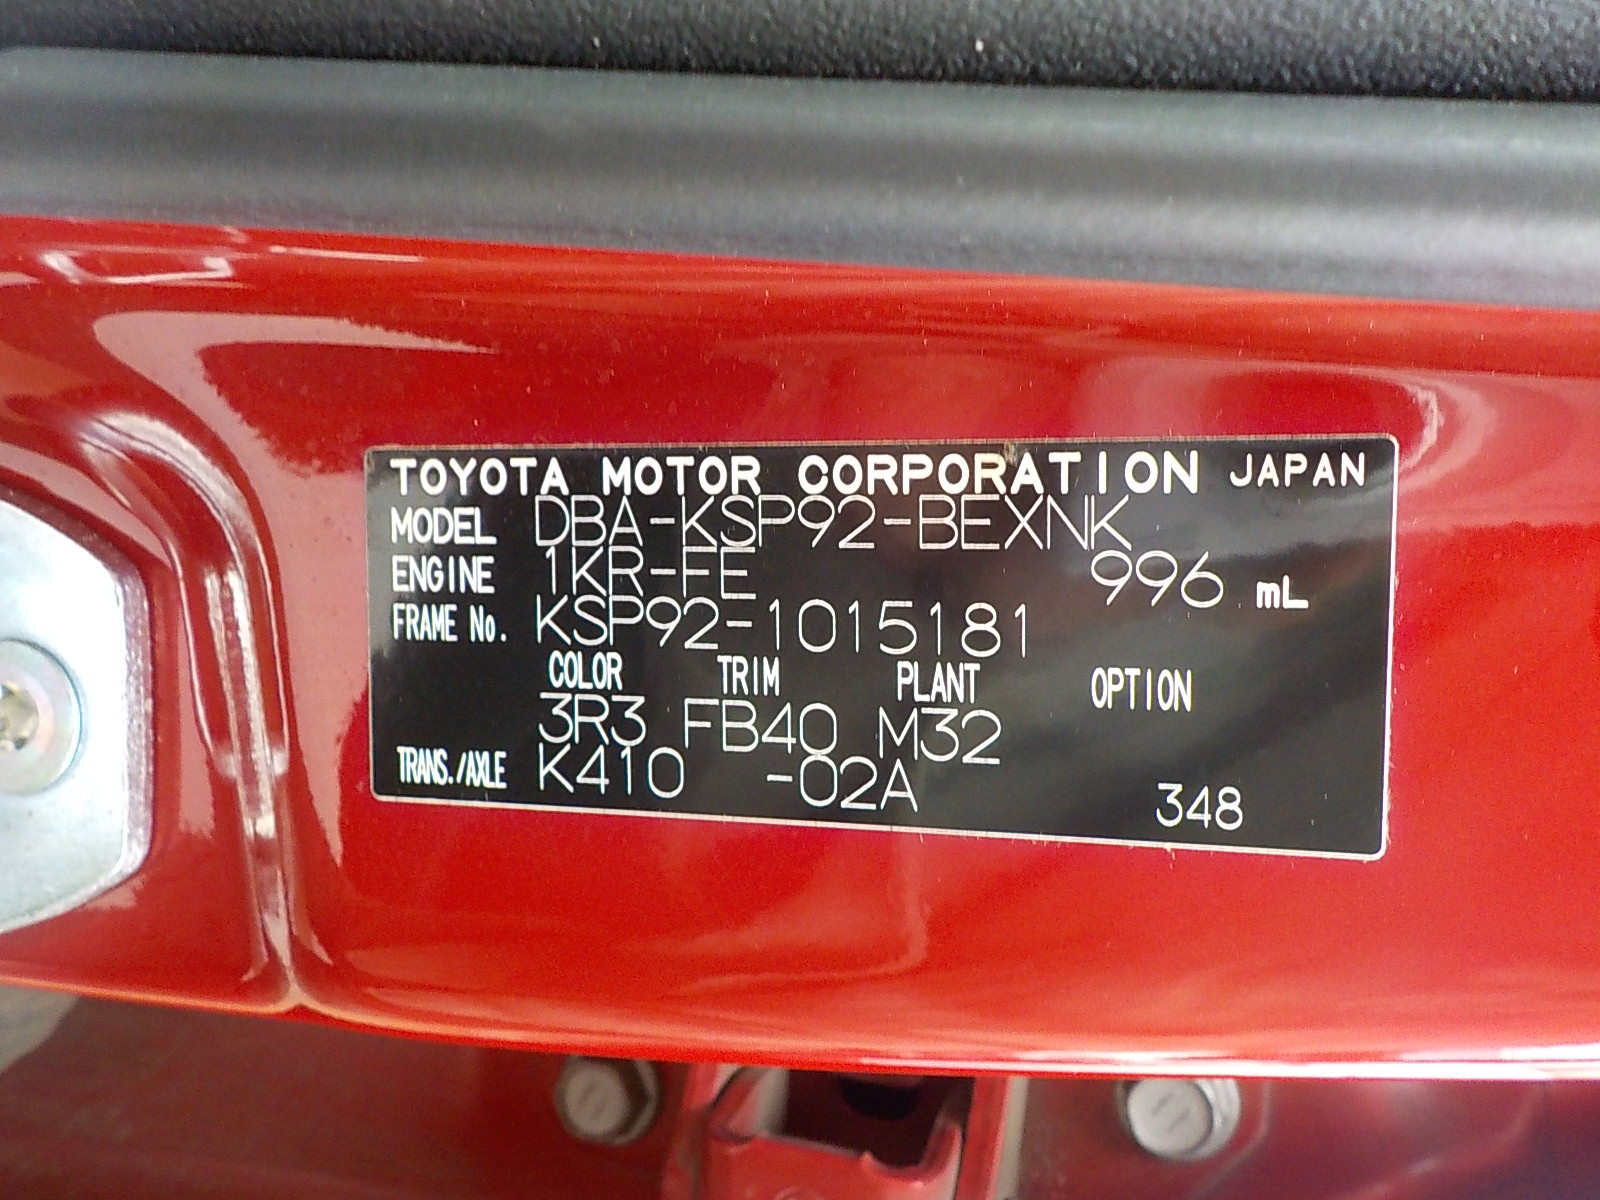 TOYOTA MOTOR CORPORATION JAPAN
MODEL DBA-KSP92-BEXNK
ENGINE 1KR-FE 996 mL
FRAME No. KSP92-1015181
COLOR TRIM PLANT OPTION
3R3 FB40 M32
TRANS./AXLE K410 -02A 348